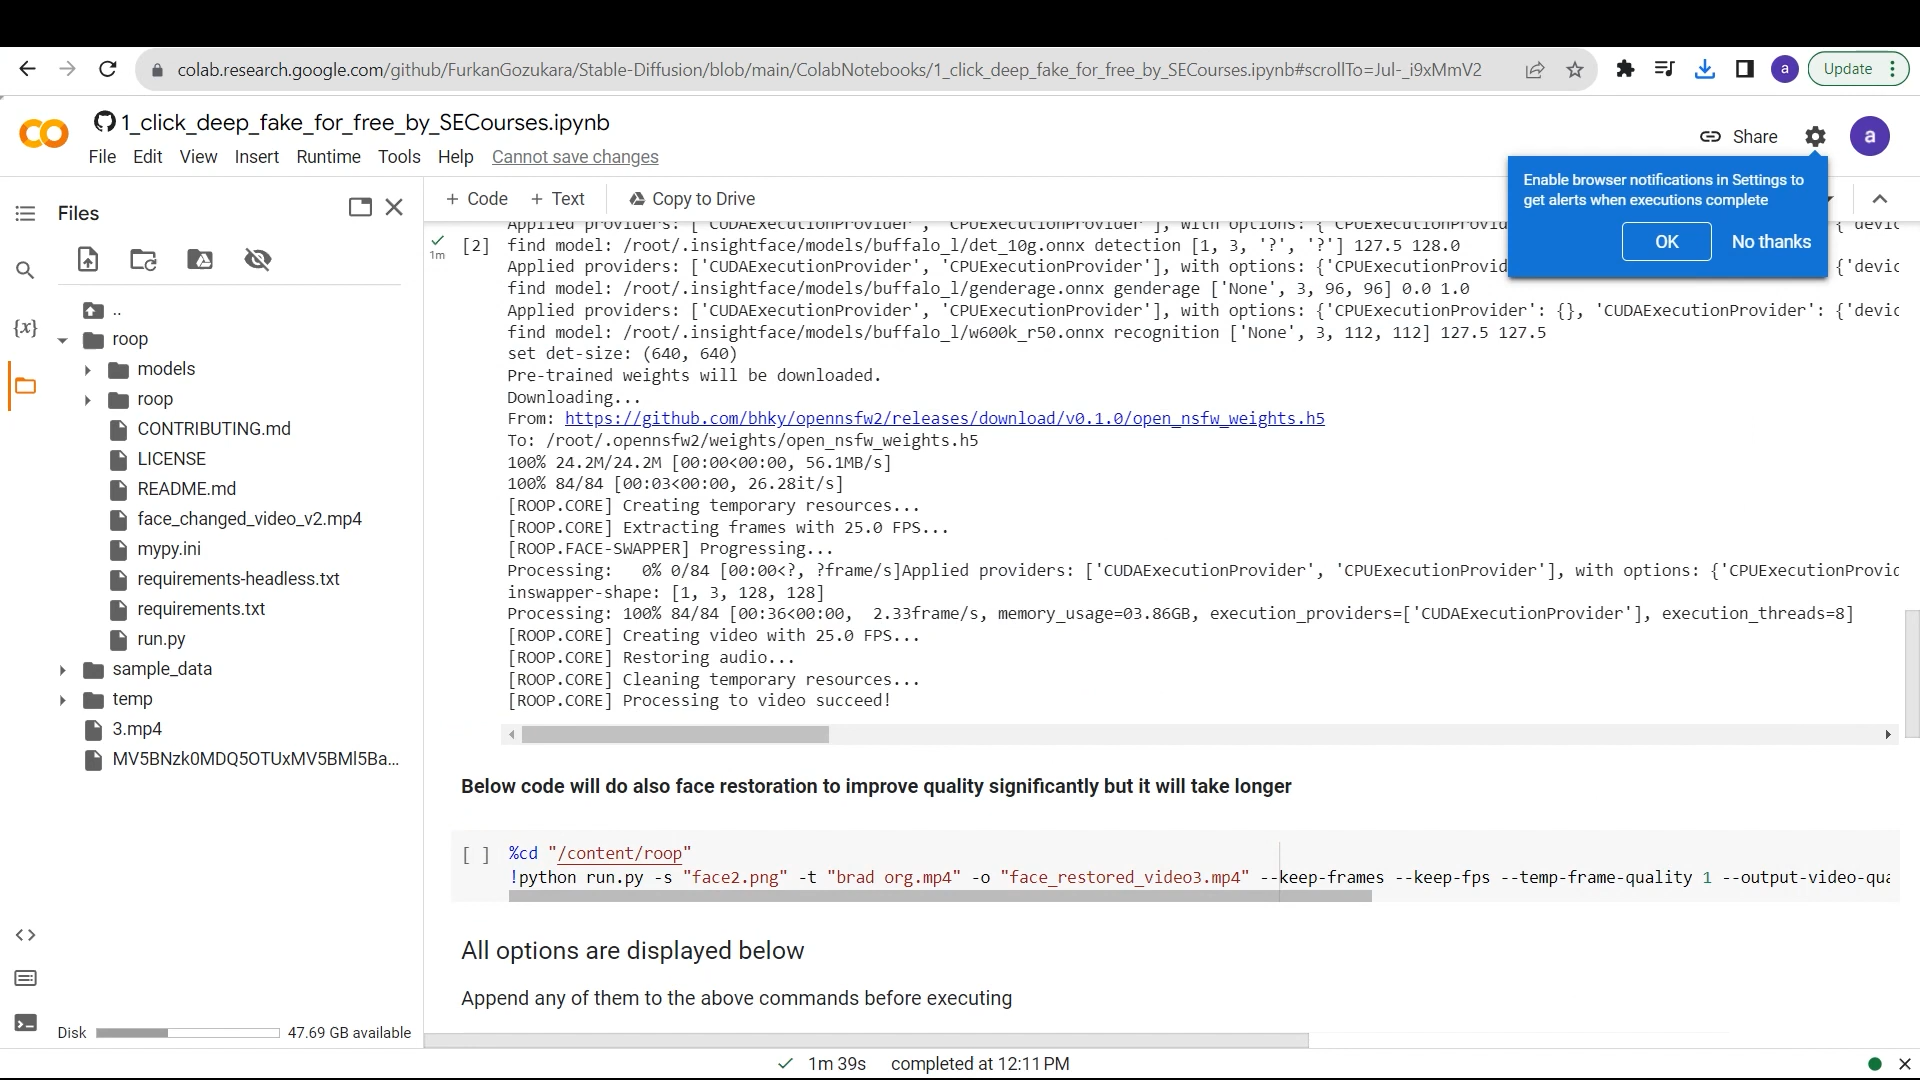 colab.research.google.com/github/FurkanGozukara/Stable-Diffusion/blob/main/ColabNotebooks/1_click_deep_fake_for_free_by_SECourses.ipynb#scrollTo=Jul-_i9xMmV2
a
Update
1_click_deep_fake_for_free_by_SECourses.ipynb
Share
a
File Edit View Insert Runtime Tools Help Cannot save changes
Enable browser notifications in Settings to
get alerts when executions complete
OK No thanks
Files
+ Code + Text Copy to Drive
..
roop
models
roop
CONTRIBUTING.md
LICENSE
README.md
face_changed_video_v2.mp4
mypy.ini
requirements-headless.txt
requirements.txt
run.py
sample_data
temp
3.mp4
MV5BNzk0MDQ5OTUxMV5BMl5Ba...
Disk 47.69 GB available
{x}
1m
Applied providers: ['CUDAExecutionProvider', 'CPUExecutionProvider'], with options: {'CPUExecutionProvid
[2] find model: /root/.insightface/models/buffalo_l/det_10g.onnx detection [1, 3, '?', '?'] 127.5 128.0
Applied providers: ['CUDAExecutionProvider', 'CPUExecutionProvider'], with options: {'CPUExecutionProvid {'devic
find model: /root/.insightface/models/buffalo_l/genderage.onnx genderage ['None', 3, 96, 96] 0.0 1.0
Applied providers: ['CUDAExecutionProvider', 'CPUExecutionProvider'], with options: {'CPUExecutionProvider': {}, 'CUDAExecutionProvider': {'devic
find model: /root/.insightface/models/buffalo_l/w600k_r50.onnx recognition ['None', 3, 112, 112] 127.5 127.5
set det-size: (640, 640)
Pre-trained weights will be downloaded.
Downloading...
From: https://github.com/bhky/opennsfw2/releases/download/v0.1.0/open_nsfw_weights.h5
To: /root/.opennsfw2/weights/open_nsfw_weights.h5
100% 24.2M/24.2M [00:00<00:00, 56.1MB/s]
100% 84/84 [00:03<00:00, 26.28it/s]
[ROOP.CORE] Creating temporary resources...
[ROOP.CORE] Extracting frames with 25.0 FPS...
[ROOP.FACE-SWAPPER] Progressing...
Processing:   0% 0/84 [00:00<?, ?frame/s]Applied providers: ['CUDAExecutionProvider', 'CPUExecutionProvider'], with options: {'CPUExecutionProvic
inswapper-shape: [1, 3, 128, 128]
Processing: 100% 84/84 [00:36<00:00,  2.33frame/s, memory_usage=03.86GB, execution_providers=['CUDAExecutionProvider'], execution_threads=8]
[ROOP.CORE] Creating video with 25.0 FPS...
[ROOP.CORE] Restoring audio...
[ROOP.CORE] Cleaning temporary resources...
[ROOP.CORE] Processing to video succeed!
Below code will do also face restoration to improve quality significantly but it will take longer
[ ] %cd "/content/roop"
!python run.py -s "face2.png" -t "brad org.mp4" -o "face_restored_video3.mp4" --keep-frames --keep-fps --temp-frame-quality 1 --output-video-qua
All options are displayed below
Append any of them to the above commands before executing
1m 39s completed at 12:11 PM